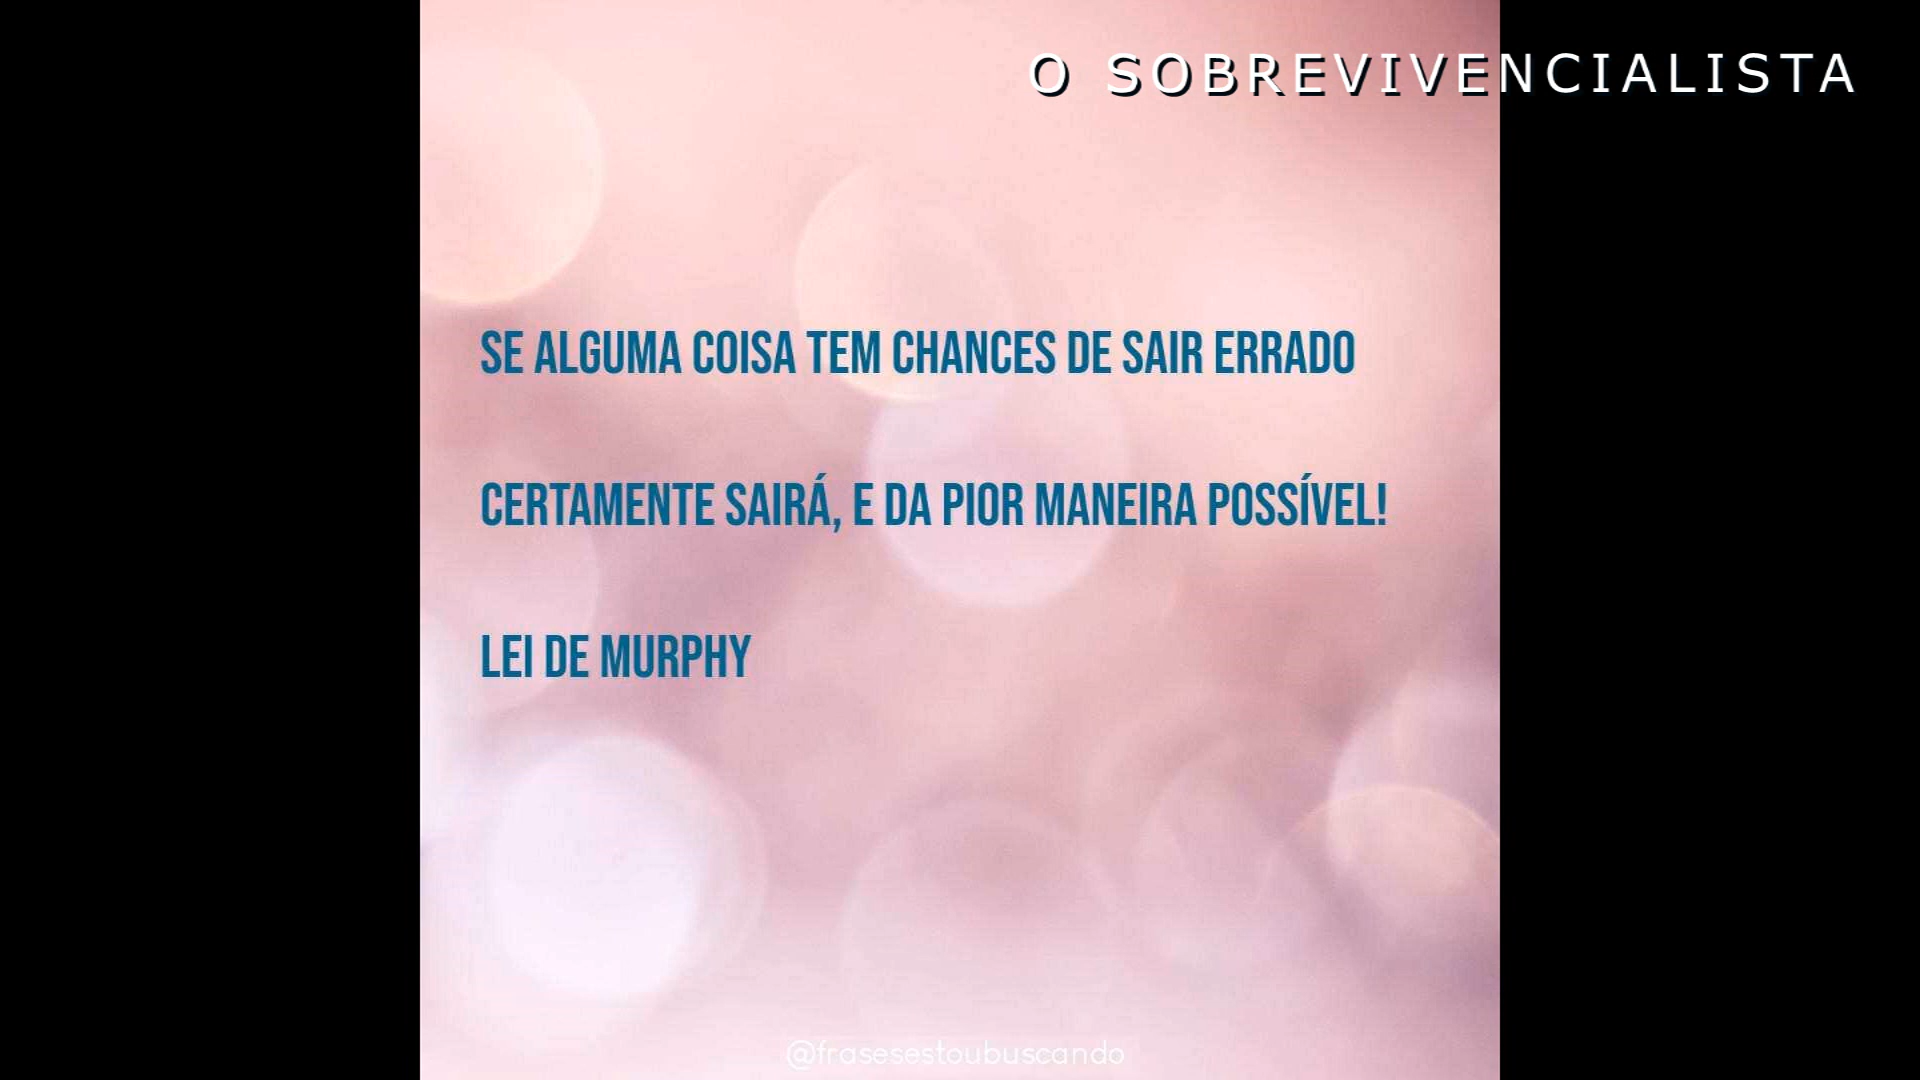 O SOBREVIVENCIALISTA
SE ALGUMA COISA TEM CHANCES DE SAIR ERRADO
CERTAMENTE SAIRÁ, E DA PIOR MANEIRA POSSÍVEL!
LEI DE MURPHY
@frasesestoubuscando